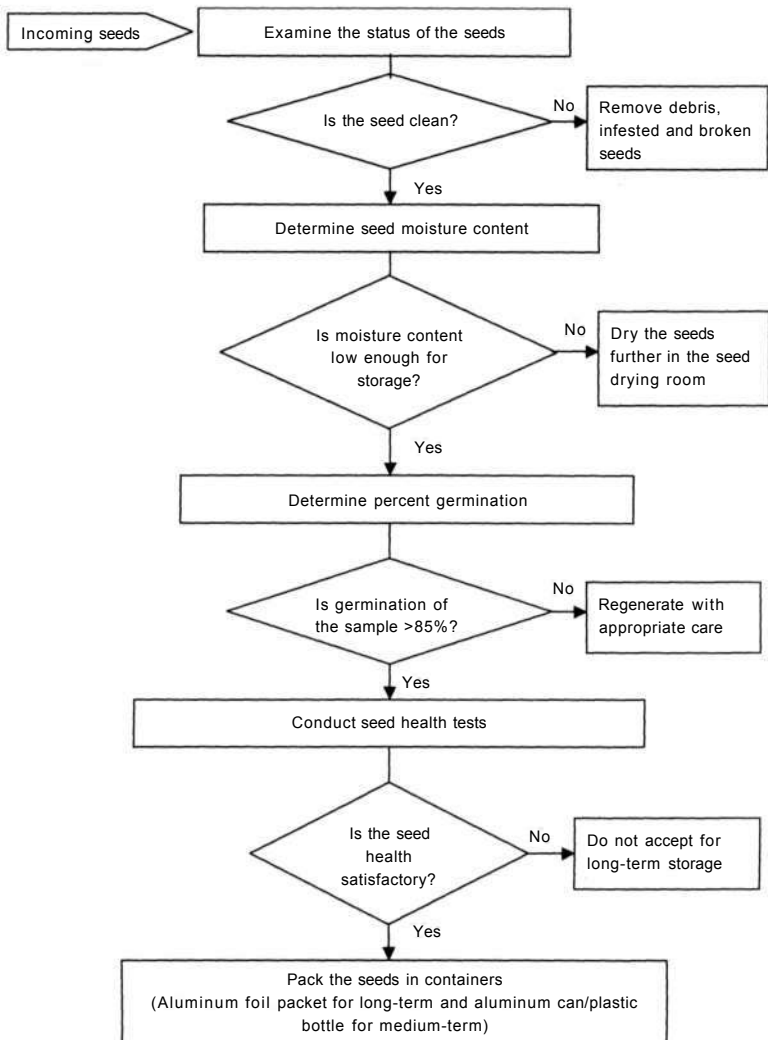 Incoming seeds
Examine the status of the seeds
Is the seed clean?
No
Remove debris,
infested and broken
seeds
Yes
Determine seed moisture content
Is moisture content
low enough for
storage?
No
Dry the seeds
further in the seed
drying room
Yes
Determine percent germination
Is germination of
the sample >85%?
No
Regenerate with
appropriate care
Yes
Conduct seed health tests
Is the seed
health
satisfactory?
No
Do not accept for
long-term storage
Yes
Pack the seeds in containers
(Aluminum foil packet for long-term and aluminum can/plastic
bottle for medium-term)